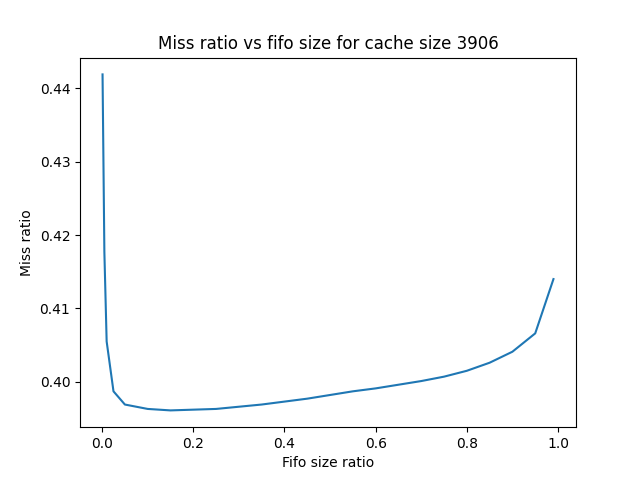 Miss ratio vs fifo size for cache size 3906
0.44
0.43
0.42
0.41
0.40
Miss ratio
0.0 0.2 0.4 0.6 0.8 1.0
Fifo size ratio